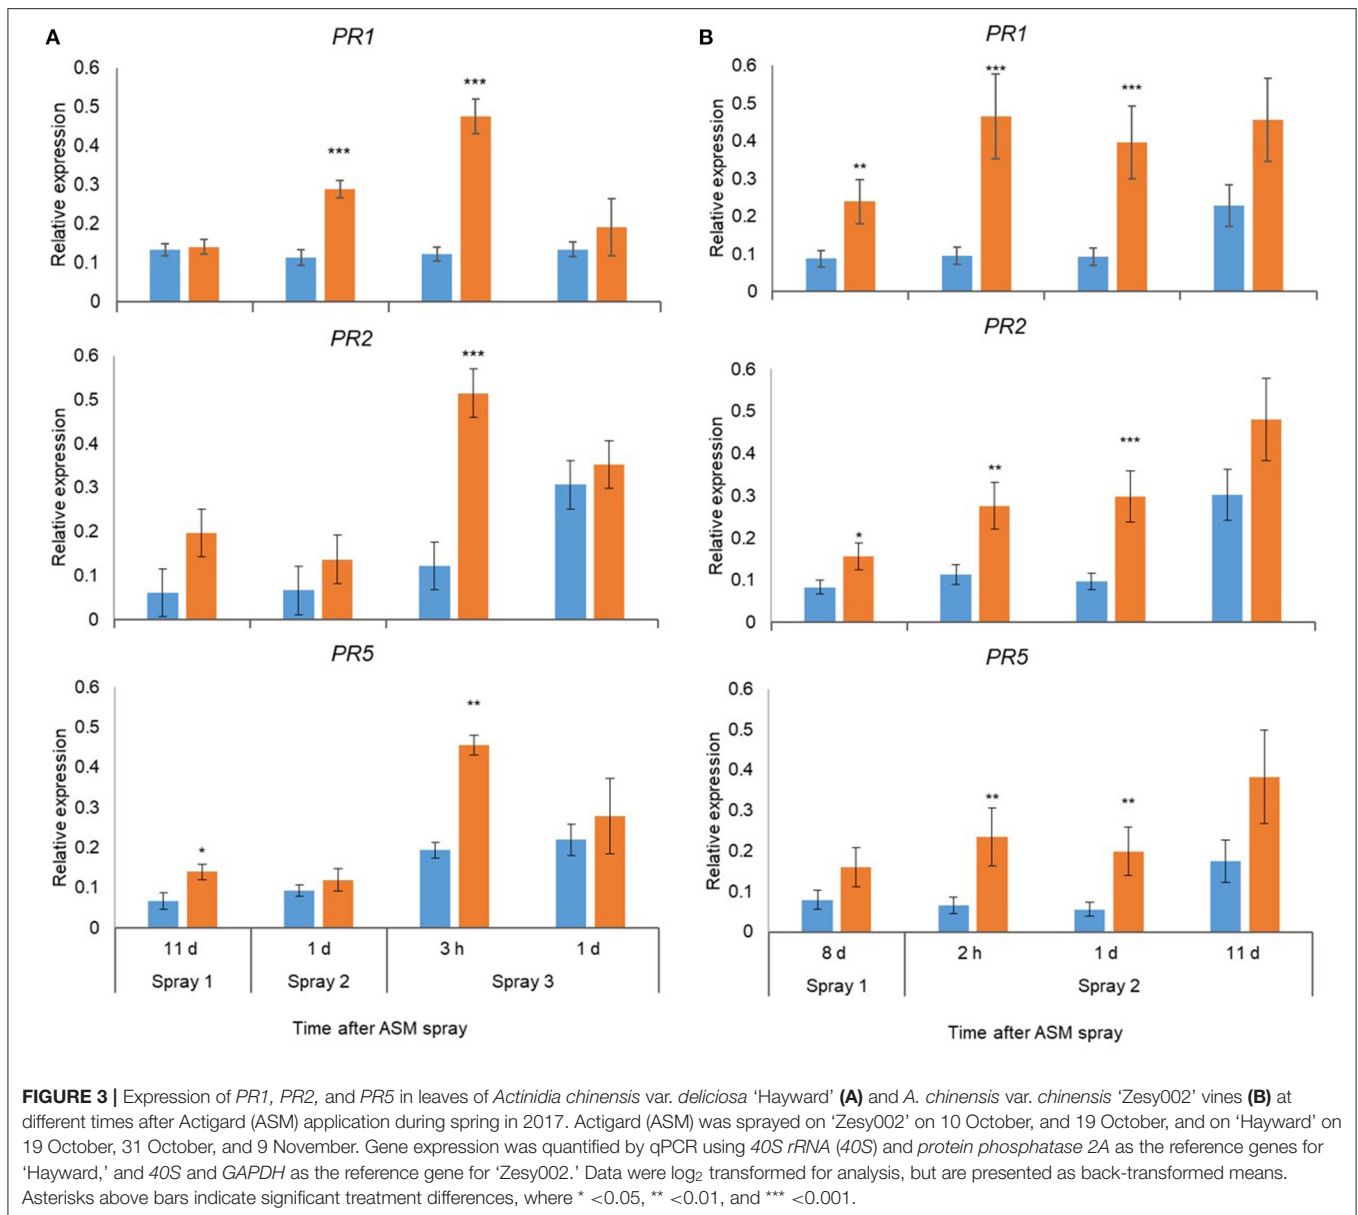 A
PR1
Relative expression
0.6
0.5
0.4
0.3
0.2
0.1
0
***
***
PR2
Relative expression
0.6
0.5
0.4
0.3
0.2
0.1
0
***
PR5
Relative expression
0.6
0.5
0.4
0.3
0.2
0.1
0
*
**
11 d 1 d 3 h 1 d
Spray 1 Spray 2 Spray 3
Time after ASM spray
B
PR1
Relative expression
0.6
0.5
0.4
0.3
0.2
0.1
0
**
***
***
PR2
Relative expression
0.6
0.5
0.4
0.3
0.2
0.1
0
*
**
***
PR5
Relative expression
0.6
0.5
0.4
0.3
0.2
0.1
0
**
**
8 d 2 h 1 d 11 d
Spray 1 Spray 2
Time after ASM spray
FIGURE 3 | Expression of PR1, PR2, and PR5 in leaves of Actinidia chinensis var. deliciosa ‘Hayward’ (A) and A. chinensis var. chinensis ‘Zesy002’ vines (B) at
different times after Actigard (ASM) application during spring in 2017. Actigard (ASM) was sprayed on ‘Zesy002’ on 10 October, and 19 October, and on ‘Hayward’ on
19 October, 31 October, and 9 November. Gene expression was quantified by qPCR using 40S rRNA (40S) and protein phosphatase 2A as the reference genes for
‘Hayward,’ and 40S and GAPDH as the reference gene for ‘Zesy002.’ Data were log₂ transformed for analysis, but are presented as back-transformed means.
Asterisks above bars indicate significant treatment differences, where * <0.05, ** <0.01, and *** <0.001.